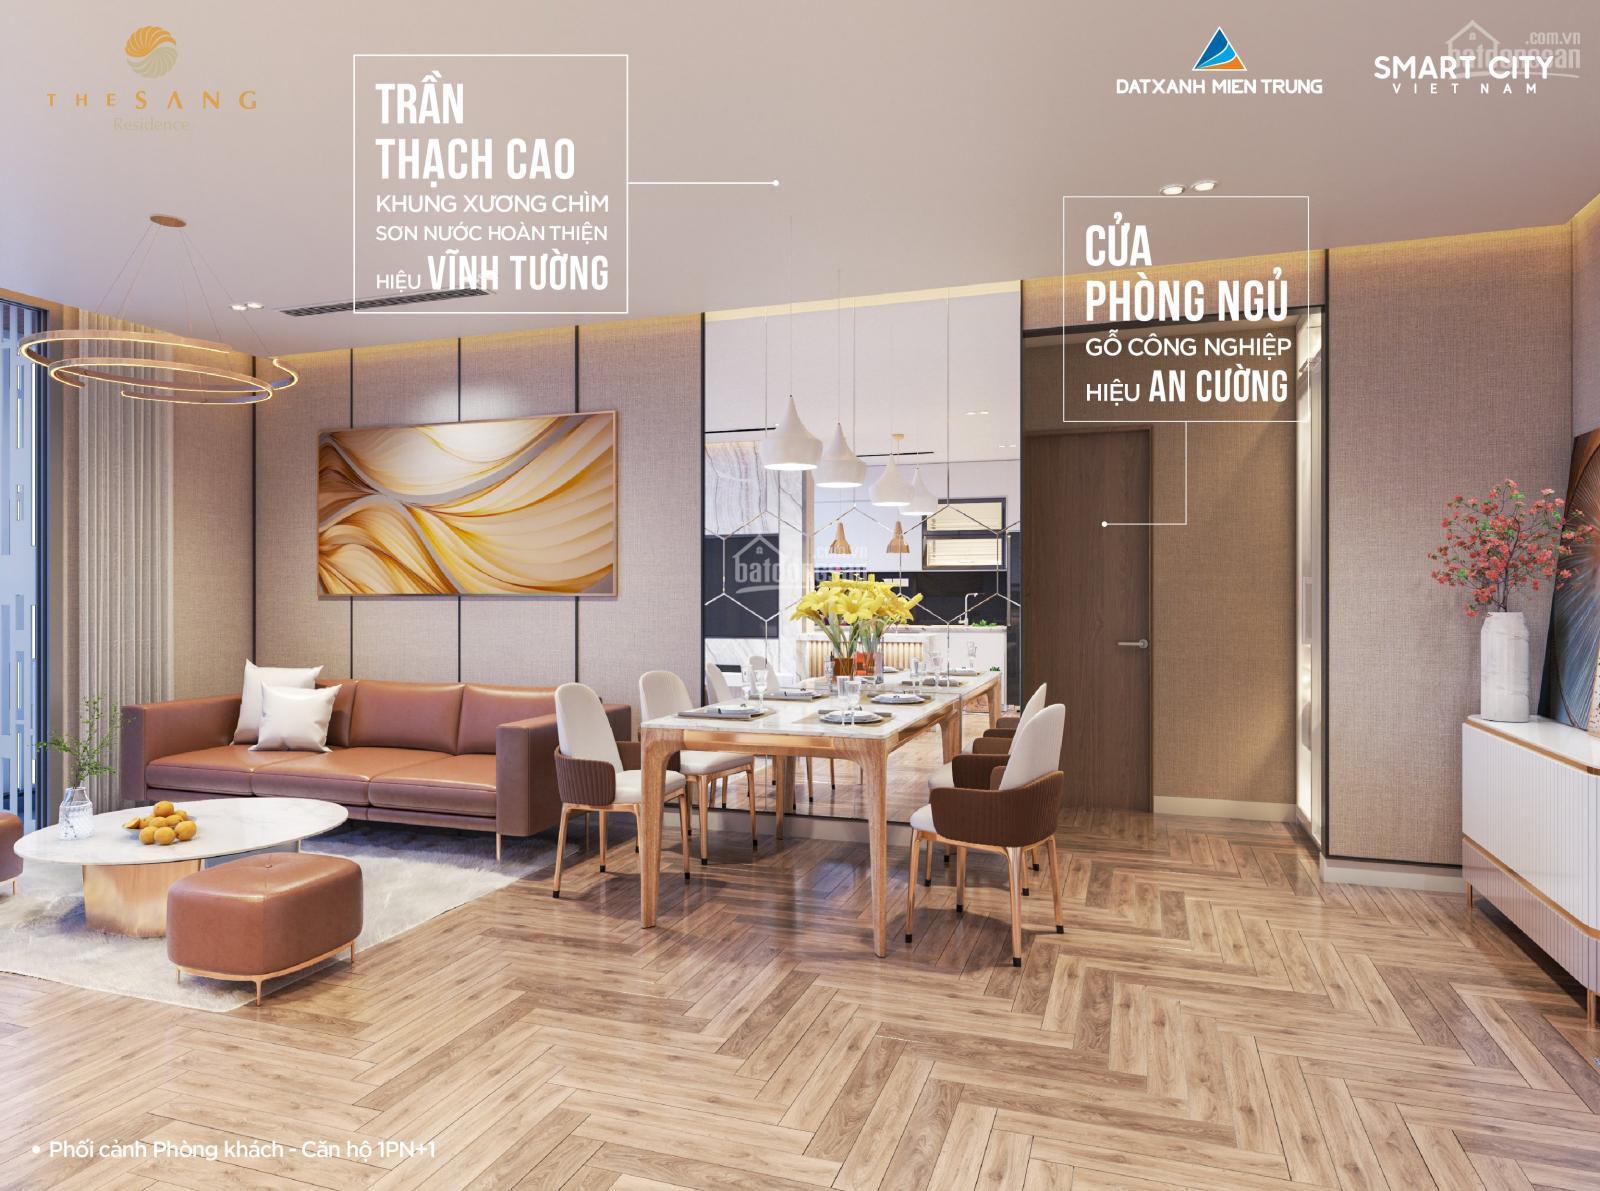 THE SANG
Residence
TRẦN
THẠCH CAO
KHUNG XƯƠNG CHÌM
SƠN NƯỚC HOÀN THIỆN
HIỆU VĨNH TƯỜNG
DATXANH MIEN TRUNG
SMART CITY
VIET NAM
.com.vn
batdongsan
CỬA
PHÒNG NGỦ
GỖ CÔNG NGHIỆP
HIỆU AN CƯỜNG
.com.vn
batdongsan
• Phối cảnh Phòng khách - Căn hộ 1PN+1